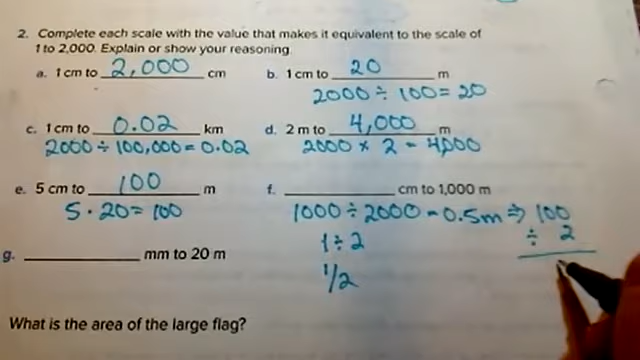 2. Complete each scale with the value that makes it equivalent to the scale of
1 to 2,000. Explain or show your reasoning.
a. 1 cm to 2,000 cm
b. 1 cm to 20 m
2000 ÷ 100 = 20
c. 1 cm to 0.02 km
2000 ÷ 100,000 = 0.02
d. 2 m to 4,000 m
2000 × 2 = 4,000
e. 5 cm to 100 m
5 · 20 = 100
f. ____________ cm to 1,000 m
1000 ÷ 2000 = 0.5m ⇒ 100
÷ 2
1 ÷ 2
1/2
g. ____________ mm to 20 m
What is the area of the large flag?